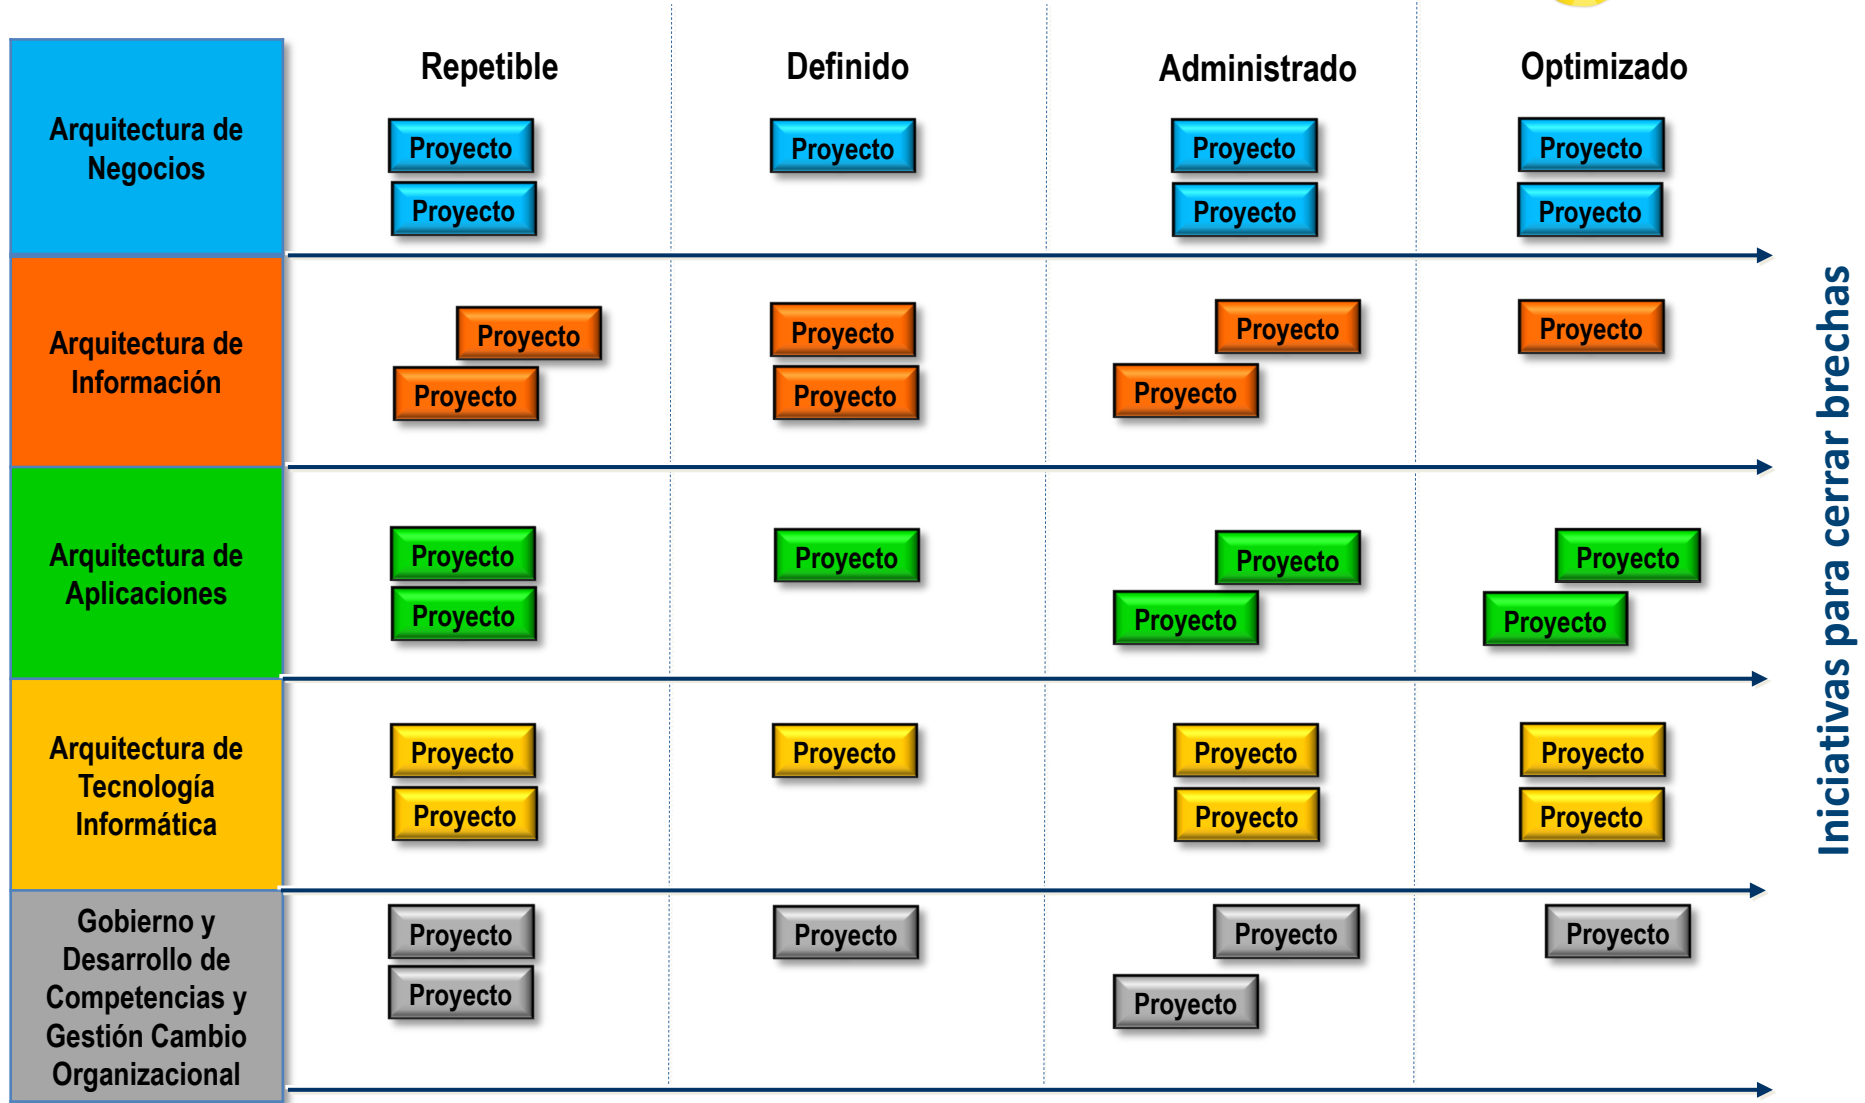 Repetible
Definido
Administrado
Optimizado
Arquitectura de
Negocios
Proyecto
Proyecto
Proyecto
Proyecto
Proyecto
Proyecto
Proyecto
Arquitectura de
Información
Proyecto
Proyecto
Proyecto
Proyecto
Proyecto
Proyecto
Proyecto
Arquitectura de
Aplicaciones
Proyecto
Proyecto
Proyecto
Proyecto
Proyecto
Proyecto
Proyecto
Arquitectura de
Tecnología
Informática
Proyecto
Proyecto
Proyecto
Proyecto
Proyecto
Proyecto
Proyecto
Gobierno y
Desarrollo de
Competencias y
Gestión Cambio
Organizacional
Proyecto
Proyecto
Proyecto
Proyecto
Proyecto
Proyecto
Iniciativas para cerrar brechas